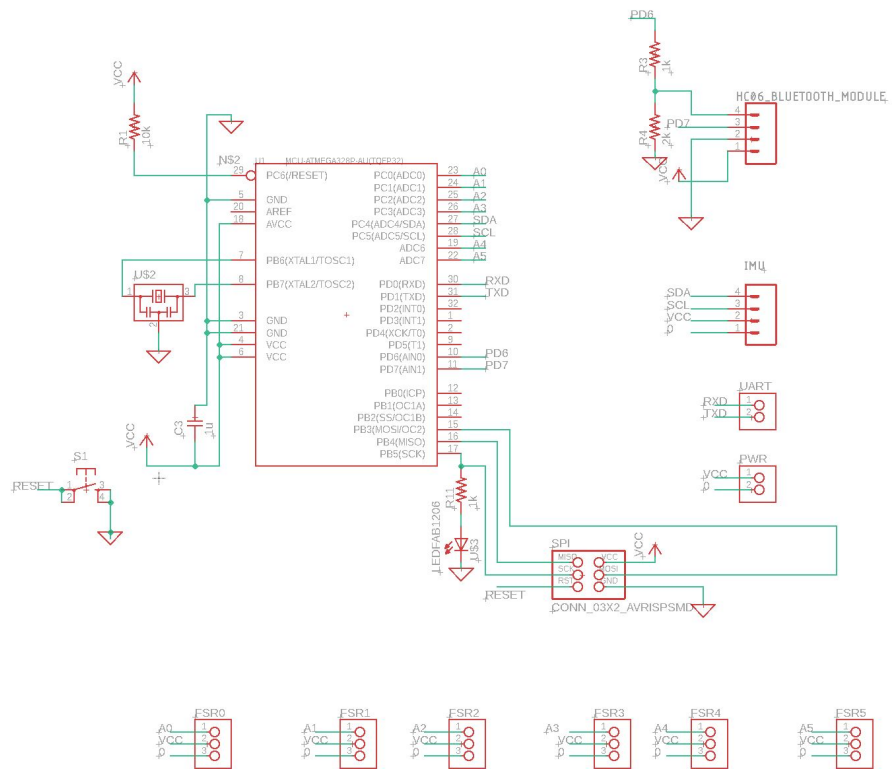 PD6
R3
1k
R4
2k
VCC
HC06_BLUETOOTH_MODULE
4
PD7 3
2
1
VCC
R1
10k
N$2
U1
MCU-ATMEGA328P-AU(TQFP32)
29 PC6(/RESET) PC0(ADC0) 23 A0
PC1(ADC1) 24 A1
5 GND PC2(ADC2) 25 A2
20 AREF PC3(ADC3) 26 A3
18 AVCC PC4(ADC4/SDA) 27 SDA
PC5(ADC5/SCL) 28 SCL
ADC6 19 A4
7 PB6(XTAL1/TOSC1) ADC7 22 A5
8 PB7(XTAL2/TOSC2) PD0(RXD) 30 RXD
PD1(TXD) 31 TXD
PD2(INT0) 32
3 GND PD3(INT1) 1
21 GND PD4(XCK/T0) 2
4 VCC PD5(T1) 9
6 VCC PD6(AIN0) 10 PD6
PD7(AIN1) 11 PD7
PB0(ICP) 12
PB1(OC1A) 13
PB2(SS/OC1B) 14
PB3(MOSI/OC2) 15
PB4(MISO) 16
PB5(SCK) 17
U$2
1
3
2
C3
1u
VCC
S1
RESET
1 3
2 4
IMU
SDA 4
SCL 3
VCC 2
0 1
UART
RXD 1
TXD 2
PWR
VCC 1
0 2
R11
1k
LEDFAB1206
U$3
SPI
MISO VCC
SCK MOSI
RST GND
VCC
RESET
CONN_03X2_AVRISPSMD
FSR0
A0 1
VCC 2
0 3
FSR1
A1 1
VCC 2
0 3
FSR2
A2 1
VCC 2
0 3
FSR3
A3 1
VCC 2
0 3
FSR4
A4 1
VCC 2
0 3
FSR5
A5 1
VCC 2
0 3